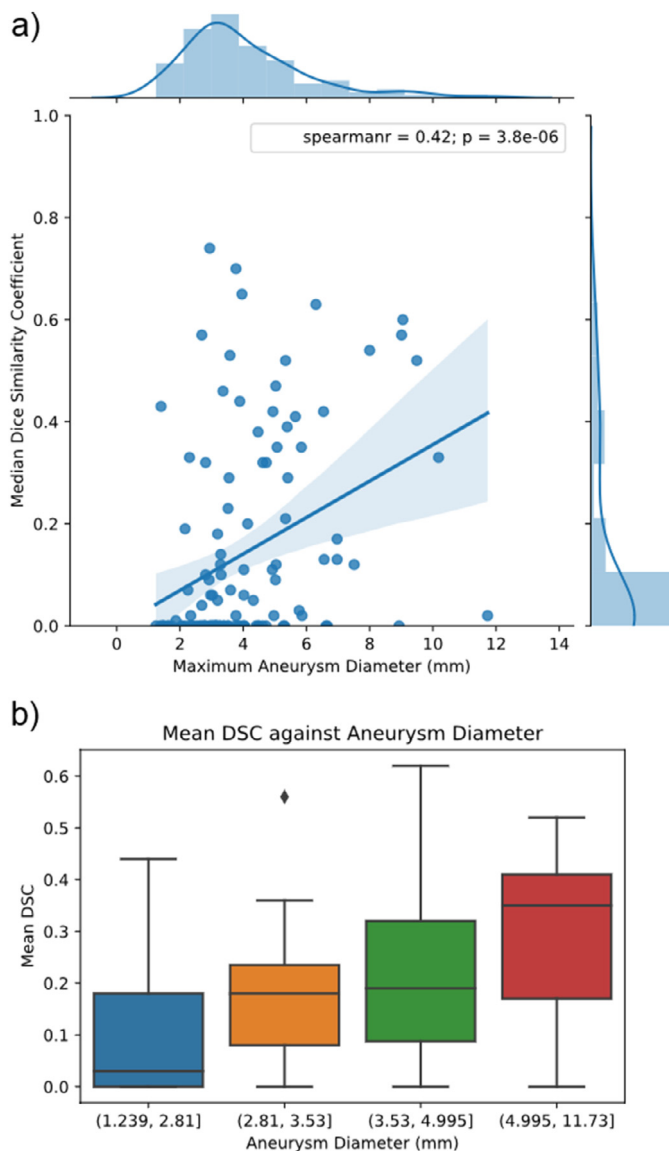 a)
1.0
spearmanr = 0.42; p = 3.8e-06
0.8
0.6
0.4
0.2
0.0
Median Dice Similarity Coefficient
0 2 4 6 8 10 12 14
Maximum Aneurysm Diameter (mm)
b)
Mean DSC against Aneurysm Diameter
0.6
0.5
0.4
0.3
0.2
0.1
0.0
Mean DSC
(1.239, 2.81] (2.81, 3.53] (3.53, 4.995] (4.995, 11.73]
Aneurysm Diameter (mm)